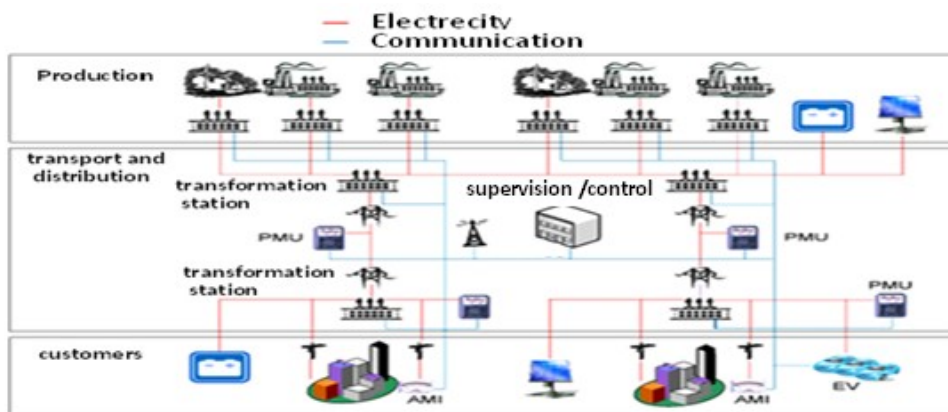 Electrecity
Communication
Production
transport and
distribution
transformation
station
supervision /control
PMU
PMU
transformation
station
PMU
customers
AMI
AMI
EV